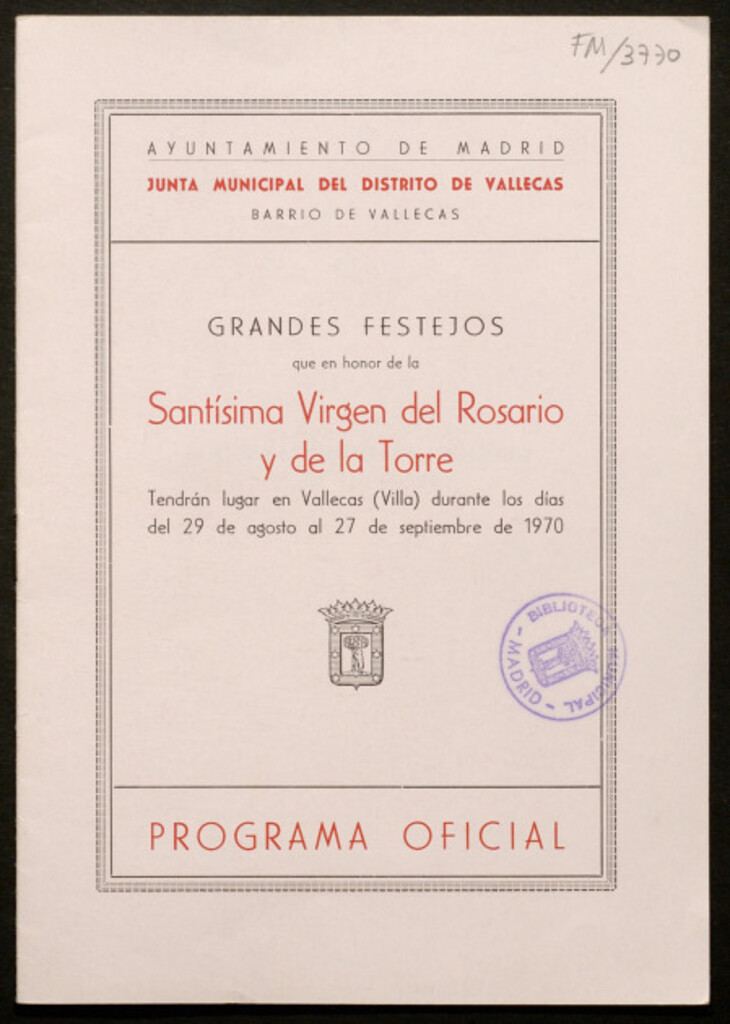 FM/3770
AYUNTAMIENTO DE MADRID
JUNTA MUNICIPAL DEL DISTRITO DE VALLECAS
BARRIO DE VALLECAS
GRANDES FESTEJOS
que en honor de la
Santísima Virgen del Rosario
y de la Torre
Tendrán lugar en Vallecas (Villa) durante los días
del 29 de agosto al 27 de septiembre de 1970
BIBLIOTECA MUNICIPAL - MADRID -
PROGRAMA OFICIAL